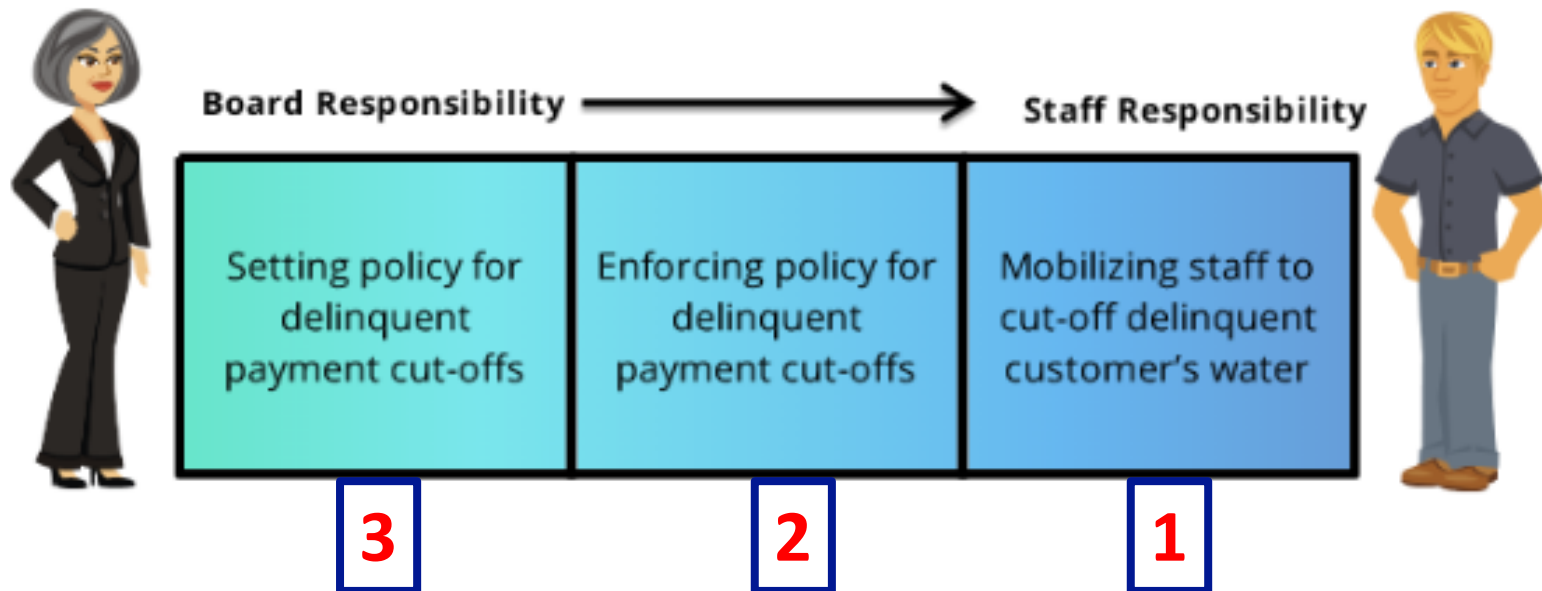 Board Responsibility
Staff Responsibility
Setting policy for
delinquent
payment cut-offs
Enforcing policy for
delinquent
payment cut-offs
Mobilizing staff to
cut-off delinquent
customer’s water
3
2
1